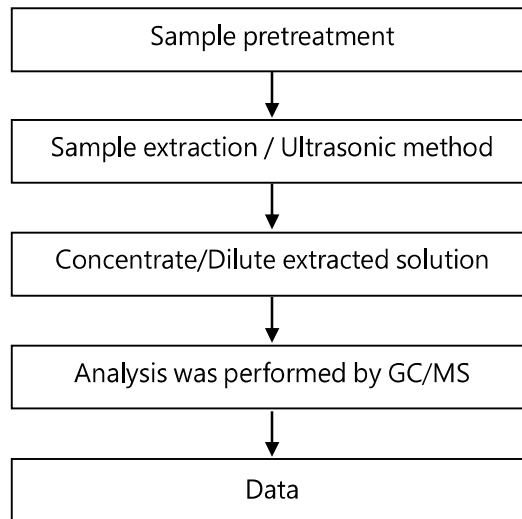 Sample pretreatment
Sample extraction / Ultrasonic method
Concentrate/Dilute extracted solution
Analysis was performed by GC/MS
Data